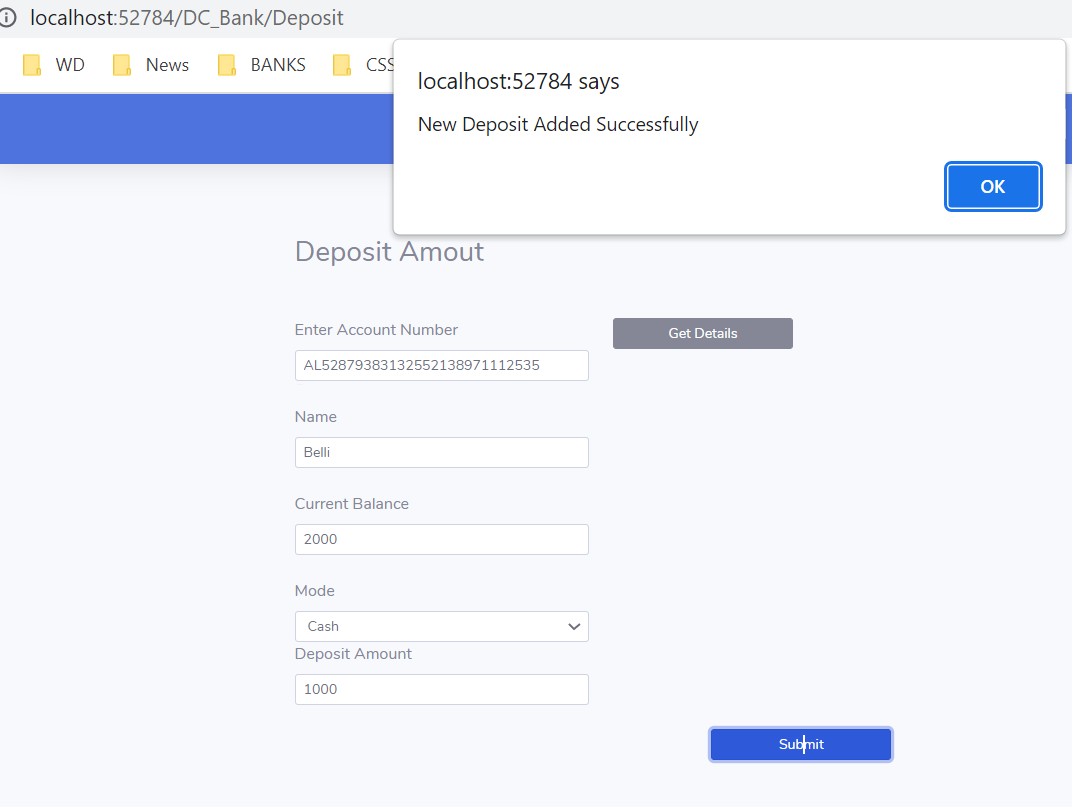 localhost:52784/DC_Bank/Deposit
WD News BANKS CSS
localhost:52784 says
New Deposit Added Successfully
OK
Deposit Amout
Enter Account Number
Get Details
AL52879383132552138971112535
Name
Belli
Current Balance
2000
Mode
Cash
Deposit Amount
1000
Submit